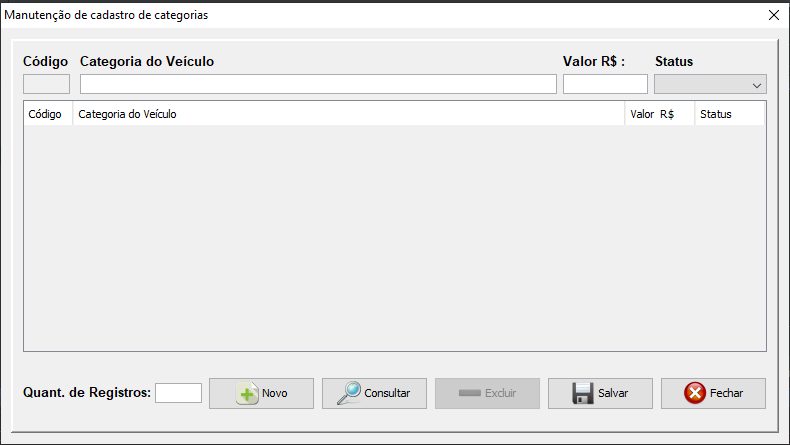 Manutenção de cadastro de categorias
Código Categoria do Veículo Valor R$ : Status
Código Categoria do Veículo Valor R$ Status
Quant. de Registros: Novo Consultar Excluir Salvar Fechar